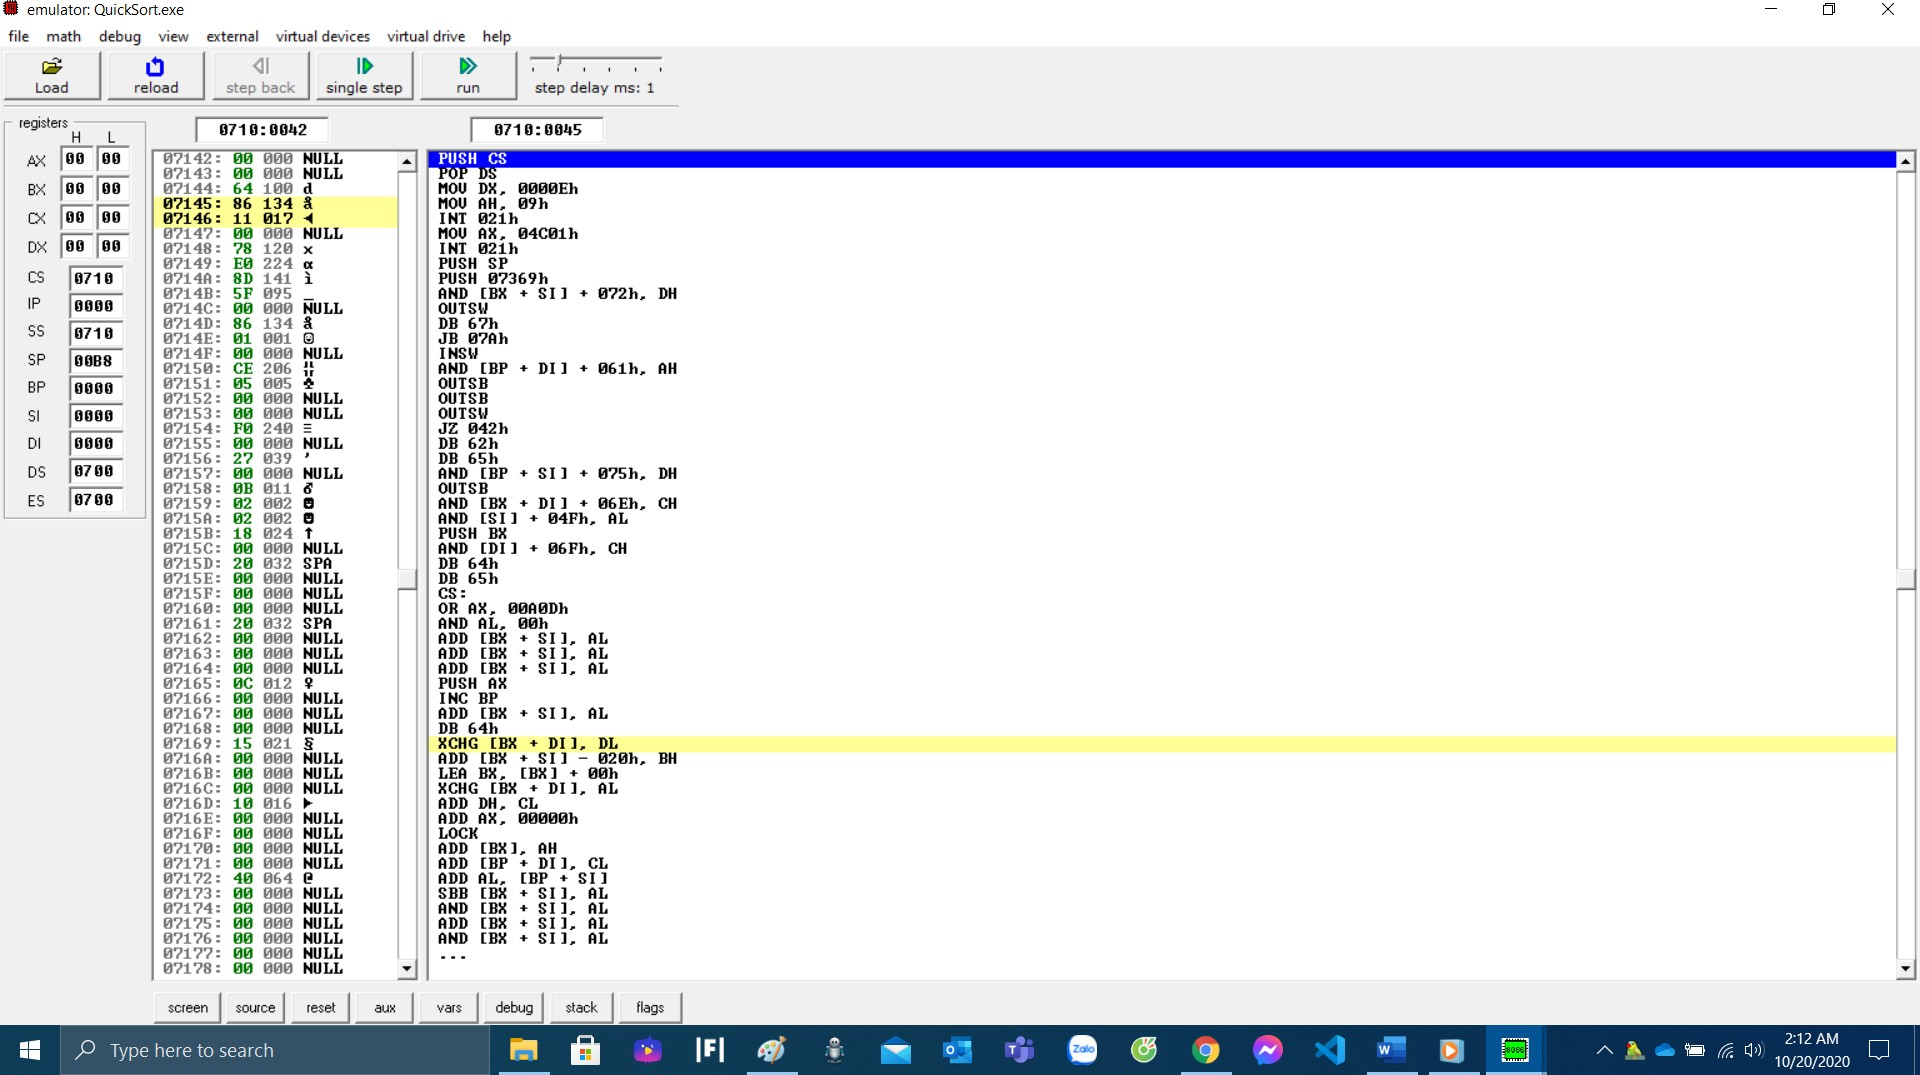 emulator: QuickSort.exe
file math debug view external virtual devices virtual drive help
Load reload step back single step run step delay ms: 1
registers
H L
0710:0042 0710:0045
AX 00 00
BX 00 00
CX 00 00
DX 00 00
CS 0710
IP 0000
SS 0710
SP 00B8
BP 0000
SI 0000
DI 0000
DS 0700
ES 0700
07142: 00 000 NULL
07143: 00 000 NULL
07144: 64 100 d
07145: 86 134 å
07146: 11 017 ◄
07147: 00 000 NULL
07148: 78 120 x
07149: E0 224 α
0714A: 8D 141 ì
0714B: 5F 095 _
0714C: 00 000 NULL
0714D: 86 134 å
0714E: 01 001 ☺
0714F: 00 000 NULL
07150: CE 206 ╬
07151: 05 005 ♣
07152: 00 000 NULL
07153: 00 000 NULL
07154: F0 240 ≡
07155: 00 000 NULL
07156: 27 039 '
07157: 00 000 NULL
07158: 0B 011 ♂
07159: 02 002 ☻
0715A: 02 002 ☻
0715B: 18 024 ↑
0715C: 00 000 NULL
0715D: 20 032 SPA
0715E: 00 000 NULL
0715F: 00 000 NULL
07160: 00 000 NULL
07161: 20 032 SPA
07162: 00 000 NULL
07163: 00 000 NULL
07164: 00 000 NULL
07165: 0C 012 ♀
07166: 00 000 NULL
07167: 00 000 NULL
07168: 00 000 NULL
07169: 15 021 §
0716A: 00 000 NULL
0716B: 00 000 NULL
0716C: 00 000 NULL
0716D: 10 016 ►
0716E: 00 000 NULL
0716F: 00 000 NULL
07170: 00 000 NULL
07171: 00 000 NULL
07172: 40 064 @
07173: 00 000 NULL
07174: 00 000 NULL
07175: 00 000 NULL
07176: 00 000 NULL
07177: 00 000 NULL
07178: 00 000 NULL
PUSH CS
POP DS
MOV DX, 0000Eh
MOV AH, 09h
INT 021h
MOV AX, 04C01h
INT 021h
PUSH SP
PUSH 07369h
AND [BX + SI] + 072h, DH
OUTSW
DB 67h
JB 07Ah
INSW
AND [BP + DI] + 061h, AH
OUTSB
OUTSB
OUTSW
JZ 042h
DB 62h
DB 65h
AND [BP + SI] + 075h, DH
OUTSB
AND [BX + DI] + 06Eh, CH
AND [SI] + 04Fh, AL
PUSH BX
AND [DI] + 06Fh, CH
DB 64h
DB 65h
CS:
OR AX, 00A0Dh
AND AL, 00h
ADD [BX + SI], AL
ADD [BX + SI], AL
ADD [BX + SI], AL
PUSH AX
INC BP
ADD [BX + SI], AL
DB 64h
XCHG [BX + DI], DL
ADD [BX + SI] - 020h, BH
LEA BX, [BX] + 00h
XCHG [BX + DI], AL
ADD DH, CL
ADD AX, 00000h
LOCK
ADD [BX], AH
ADD [BP + DI], CL
ADD AL, [BP + SI]
SBB [BX + SI], AL
AND [BX + SI], AL
ADD [BX + SI], AL
AND [BX + SI], AL
...
screen source reset aux vars debug stack flags
Type here to search
|F|
Zalo
W
8086
2:12 AM
10/20/2020